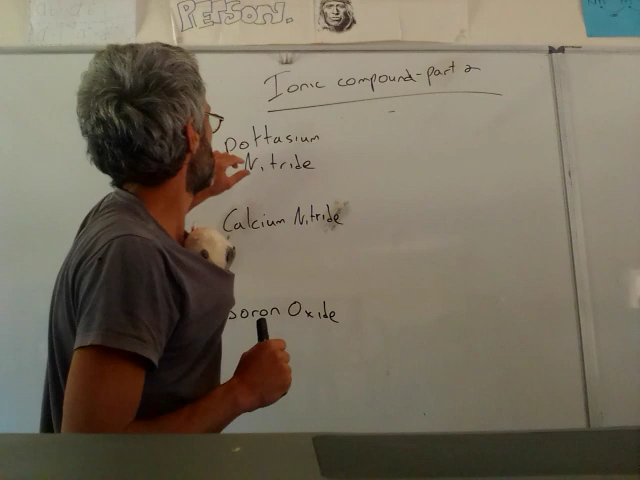 PERSON.
Ionic compound-part 2
pottasium
Nitride
Calcium Nitride
Boron Oxide